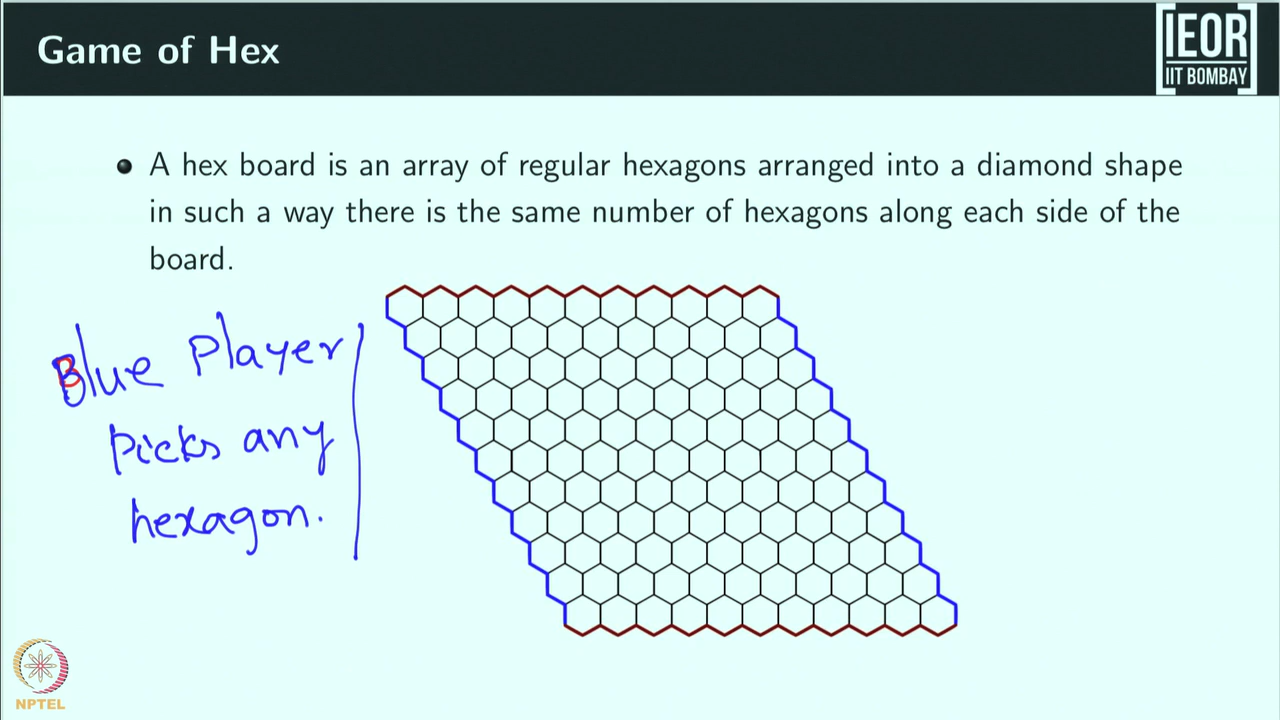 Game of Hex
IEOR
IIT BOMBAY
A hex board is an array of regular hexagons arranged into a diamond shape
in such a way there is the same number of hexagons along each side of the
board.
Blue Player
Picks any
hexagon.
NPTEL